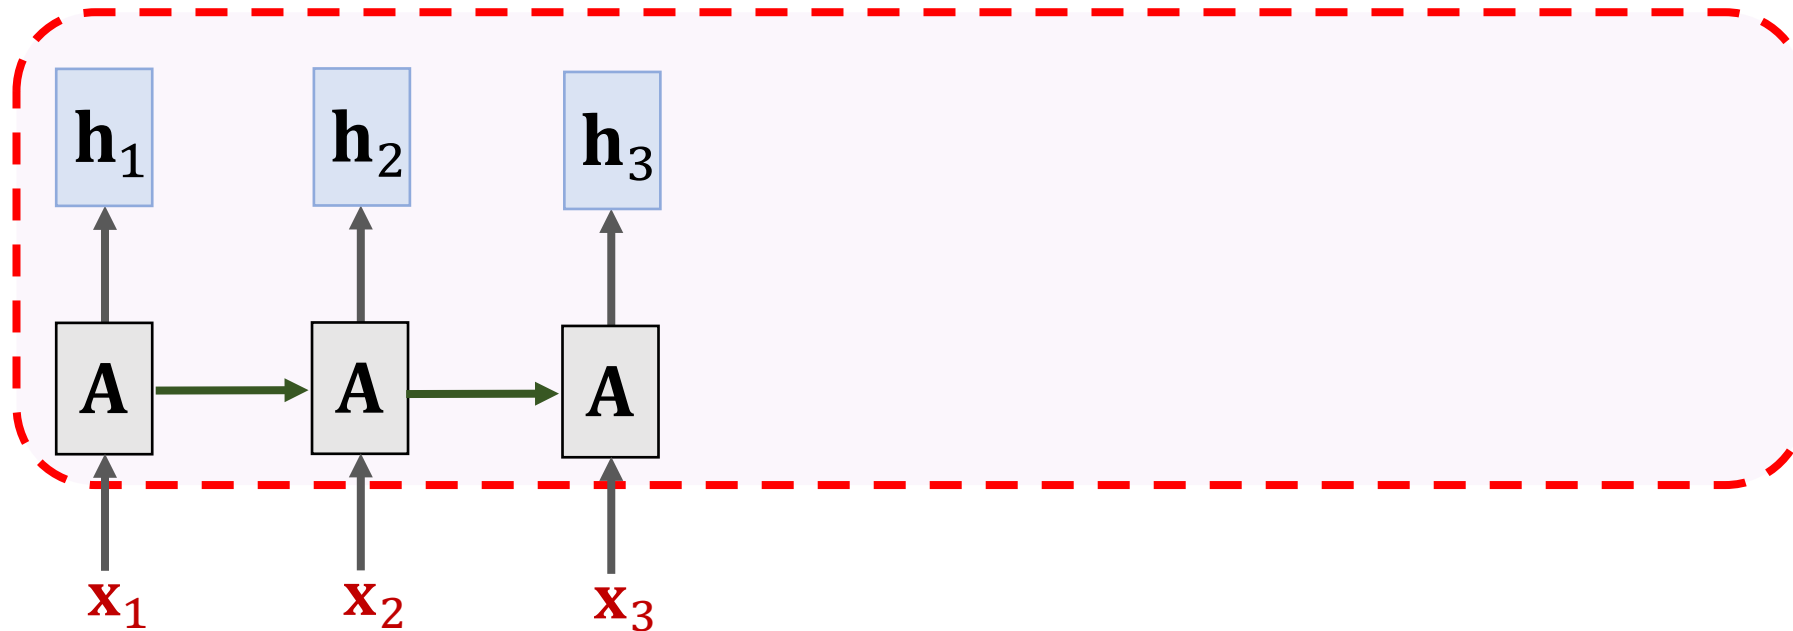 h₁ h₂ h₃
A A A
x₁ x₂ x₃